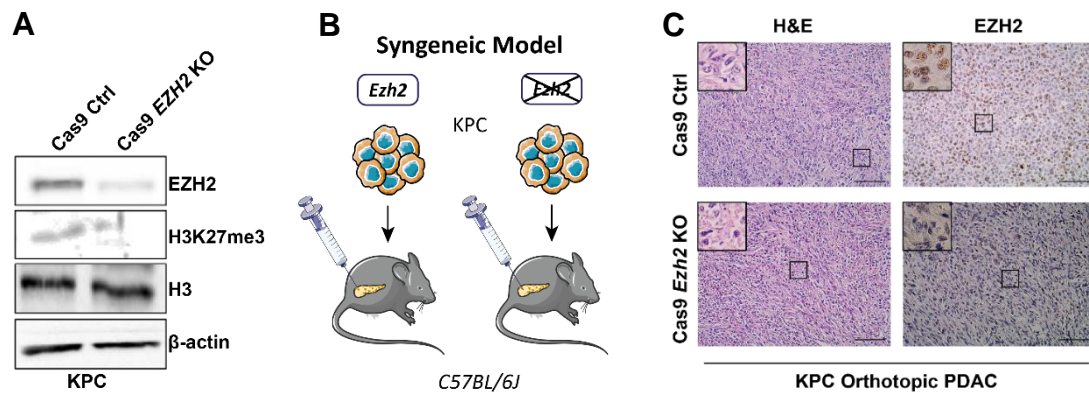 A
Cas9 Ctrl
Cas9 EZH2 KO
EZH2
H3K27me3
H3
β-actin
KPC
B
Syngeneic Model
Ezh2
Ezh2
KPC
C57BL/6J
C
H&E
EZH2
Cas9 Ctrl
Cas9 Ezh2 KO
KPC Orthotopic PDAC